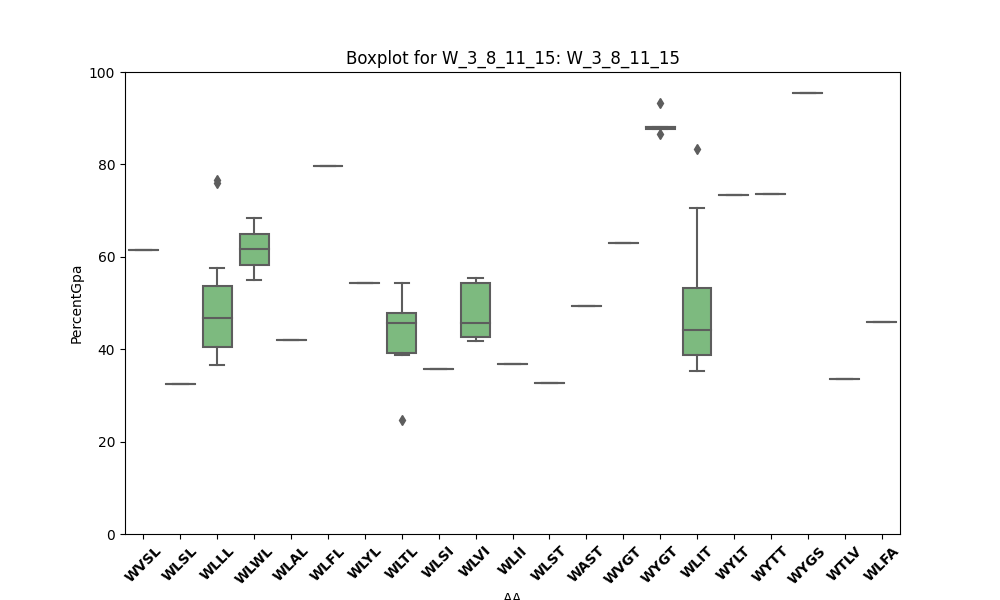 Boxplot for W_3_8_11_15: W_3_8_11_15
100
80
60
40
20
0
PercentGpa
WVSL
WLSL
WLLL
WLWL
WLAL
WLFL
WLYL
WLTL
WLSI
WLVI
WLII
WLST
WAST
WVGT
WYGT
WLIT
WYLT
WYTT
WYGS
WTLV
WLFA
AA